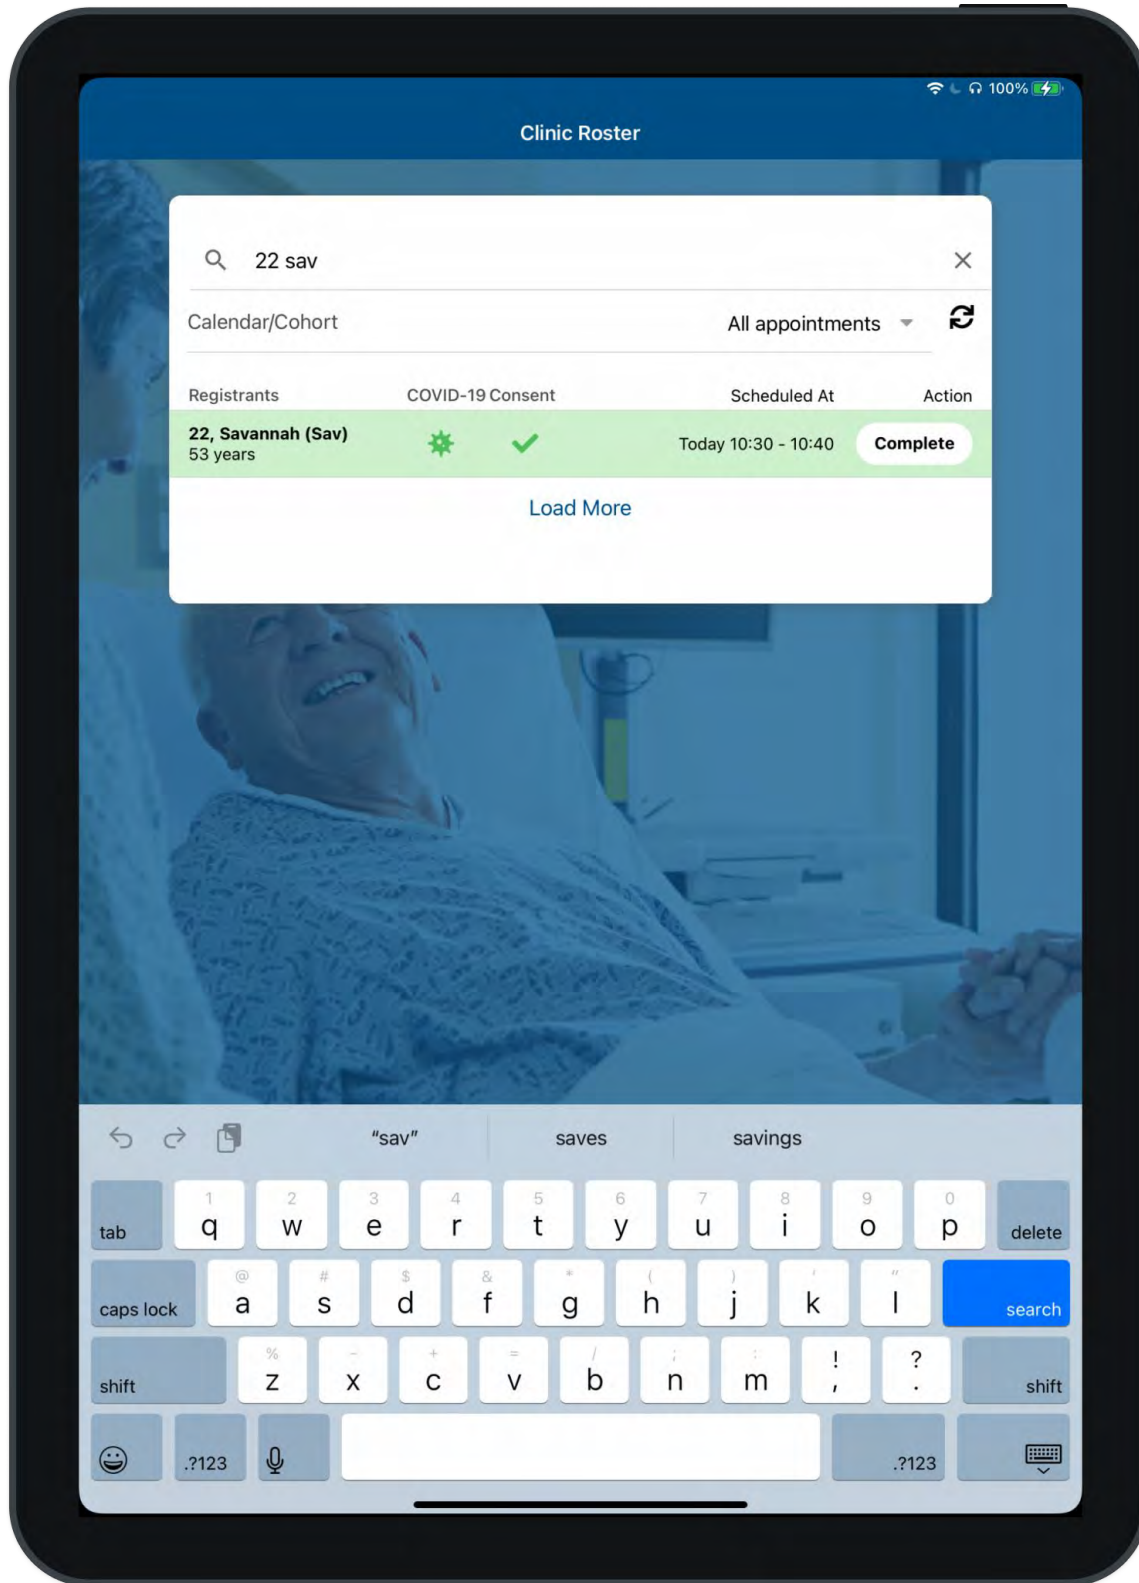 100%
Clinic Roster
22 sav
Calendar/Cohort All appointments
Registrants COVID-19 Consent Scheduled At Action
22, Savannah (Sav)
53 years
Today 10:30 - 10:40 Complete
Load More
“sav” saves savings
1 2 3 4 5 6 7 8 9 0
tab q w e r t y u i o p delete
@ # $ & * ( ) ' "
caps lock a s d f g h j k l search
% - + = / ; : ! ?
shift z x c v b n m , . shift
.?123 .?123